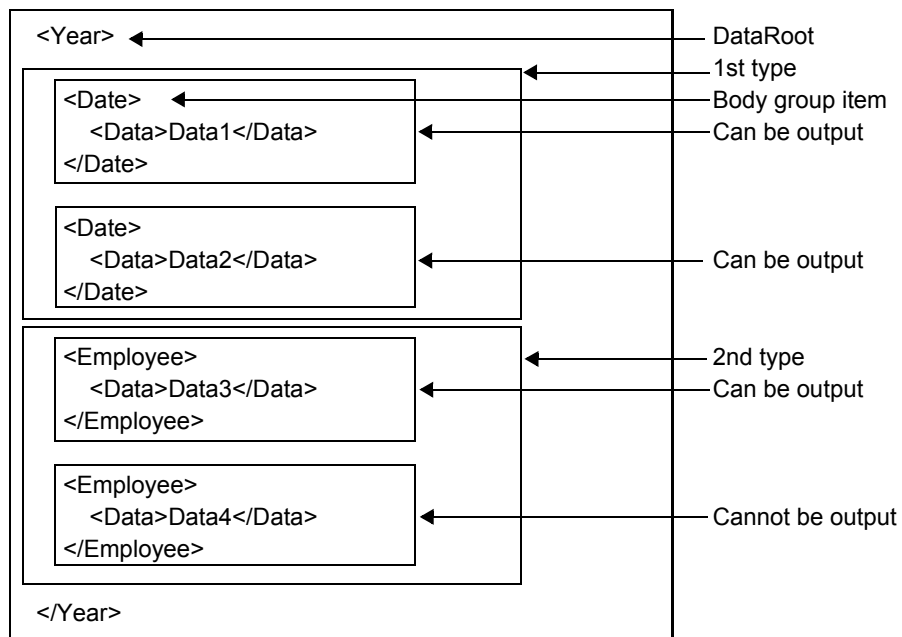 <Year> DataRoot
1st type
<Date> Body group item
<Data>Data1</Data> Can be output
</Date>
<Date>
<Data>Data2</Data> Can be output
</Date>
<Employee> 2nd type
<Data>Data3</Data> Can be output
</Employee>
<Employee>
<Data>Data4</Data> Cannot be output
</Employee>
</Year>